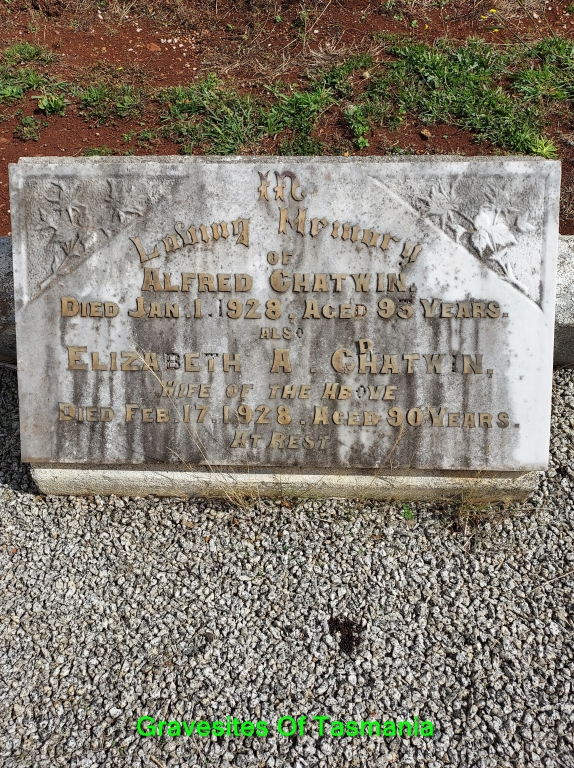 In
Loving Memory
OF
ALFRED CHATWIN.
DIED JAN. 1. 1928. AGED 93 YEARS.
ALSO
ELIZABETH A. CHATWIN,
WIFE OF THE ABOVE
DIED FEB. 17. 1928. AGED 90 YEARS.
AT REST
Gravesites Of Tasmania